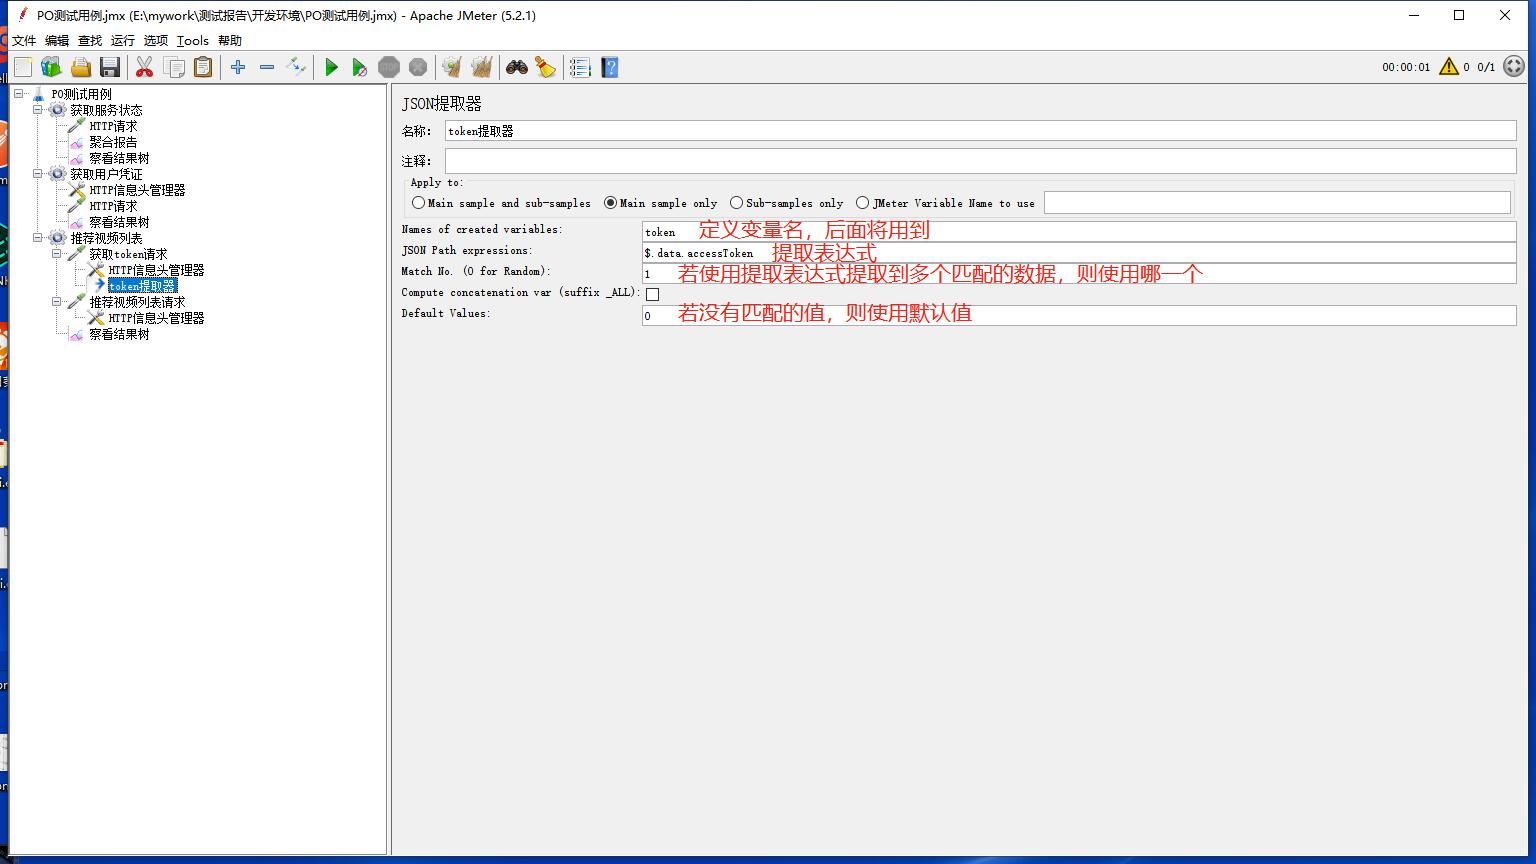 PO测试用例.jmx (E:\mywork\测试报告\开发环境\PO测试用例.jmx) - Apache JMeter (5.2.1)
文件 编辑 查找 运行 选项 Tools 帮助
00:00:01 0 0/1
PO测试用例
获取服务状态
HTTP请求
聚合报告
察看结果树
获取用户凭证
HTTP信息头管理器
HTTP请求
察看结果树
推荐视频列表
获取token请求
HTTP信息头管理器
token提取器
推荐视频列表请求
HTTP信息头管理器
察看结果树
JSON提取器
名称: token提取器
注释:
Apply to:
Main sample and sub-samples Main sample only Sub-samples only JMeter Variable Name to use
Names of created variables: token 定义变量名，后面将用到
JSON Path expressions: $.data.accessToken 提取表达式
Match No. (0 for Random): 1 若使用提取表达式提取到多个匹配的数据，则使用哪一个
Compute concatenation var (suffix _ALL):
Default Values: 0 若没有匹配的值，则使用默认值